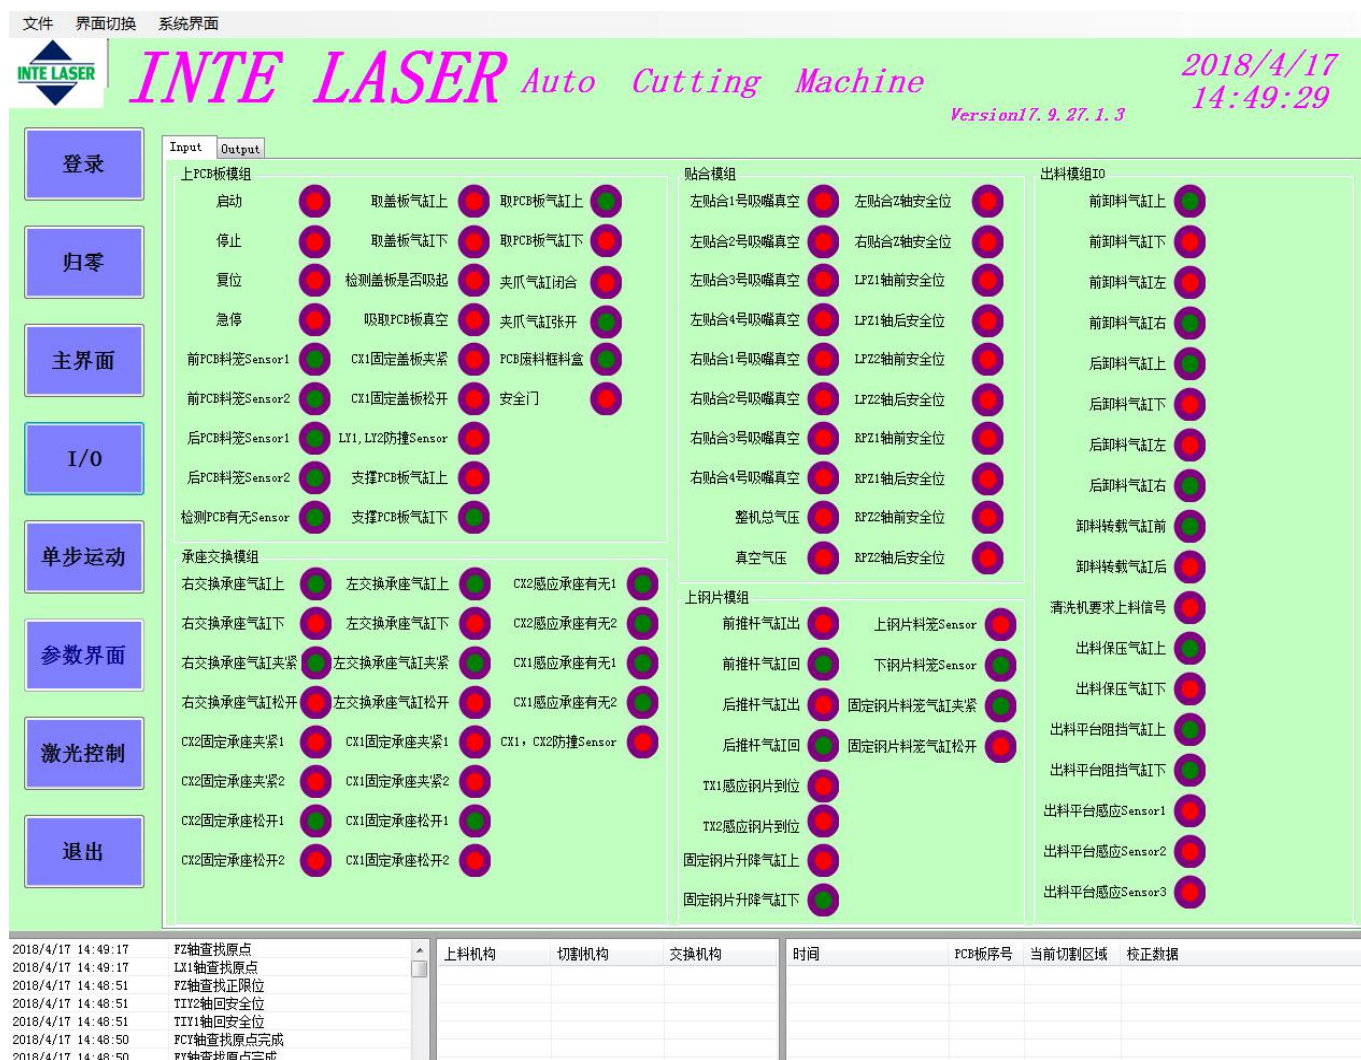 文件 界面切换 系统界面
INTE LASER
INTE LASER Auto Cutting Machine
Version17.9.27.1.3
2018/4/17
14:49:29
登录
归零
主界面
I/O
单步运动
参数界面
激光控制
退出
Input Output
上PCB板模组
启动 取盖板气缸上 取PCB板气缸上
停止 取盖板气缸下 取PCB板气缸下
复位 检测盖板是否吸起 夹爪气缸闭合
急停 吸取PCB板真空 夹爪气缸张开
前PCB料笼Sensor1 CX1固定盖板夹紧 PCB废料框料盒
前PCB料笼Sensor2 CX1固定盖板松开 安全门
后PCB料笼Sensor1 LY1,LY2防撞Sensor
后PCB料笼Sensor2 支撑PCB板气缸上
检测PCB有无Sensor 支撑PCB板气缸下
承座交换模组
右交换承座气缸上 左交换承座气缸上 CX2感应承座有无1
右交换承座气缸下 左交换承座气缸下 CX2感应承座有无2
右交换承座气缸夹紧 左交换承座气缸夹紧 CX1感应承座有无1
右交换承座气缸松开 左交换承座气缸松开 CX1感应承座有无2
CX2固定承座夹紧1 CX1固定承座夹紧1 CX1，CX2防撞Sensor
CX2固定承座夹紧2 CX1固定承座夹紧2
CX2固定承座松开1 CX1固定承座松开1
CX2固定承座松开2 CX1固定承座松开2
贴合模组
左贴合1号吸嘴真空 左贴合Z轴安全位
左贴合2号吸嘴真空 右贴合Z轴安全位
左贴合3号吸嘴真空 LPZ1轴前安全位
左贴合4号吸嘴真空 LPZ1轴后安全位
右贴合1号吸嘴真空 LPZ2轴前安全位
右贴合2号吸嘴真空 LPZ2轴后安全位
右贴合3号吸嘴真空 RPZ1轴前安全位
右贴合4号吸嘴真空 RPZ1轴后安全位
整机总气压 RPZ2轴前安全位
真空气压 RPZ2轴后安全位
上钢片模组
前推杆气缸出 上钢片料笼Sensor
前推杆气缸回 下钢片料笼Sensor
后推杆气缸出 固定钢片料笼气缸夹紧
后推杆气缸回 固定钢片料笼气缸松开
TX1感应钢片到位
TX2感应钢片到位
固定钢片升降气缸上
固定钢片升降气缸下
出料模组IO
前卸料气缸上
前卸料气缸下
前卸料气缸左
前卸料气缸右
后卸料气缸上
后卸料气缸下
后卸料气缸左
后卸料气缸右
卸料转载气缸前
卸料转载气缸后
清洗机要求上料信号
出料保压气缸上
出料保压气缸下
出料平台阻挡气缸上
出料平台阻挡气缸下
出料平台感应Sensor1
出料平台感应Sensor2
出料平台感应Sensor3
2018/4/17 14:49:17 FZ轴查找原点
2018/4/17 14:49:17 LX1轴查找原点
2018/4/17 14:48:51 FZ轴查找正限位
2018/4/17 14:48:51 TIY2轴回安全位
2018/4/17 14:48:51 TIY1轴回安全位
2018/4/17 14:48:50 FCY轴查找原点完成
2018/4/17 14:48:50 FY轴查找原点完成
上料机构 切割机构 交换机构
时间 PCB板序号 当前切割区域 校正数据